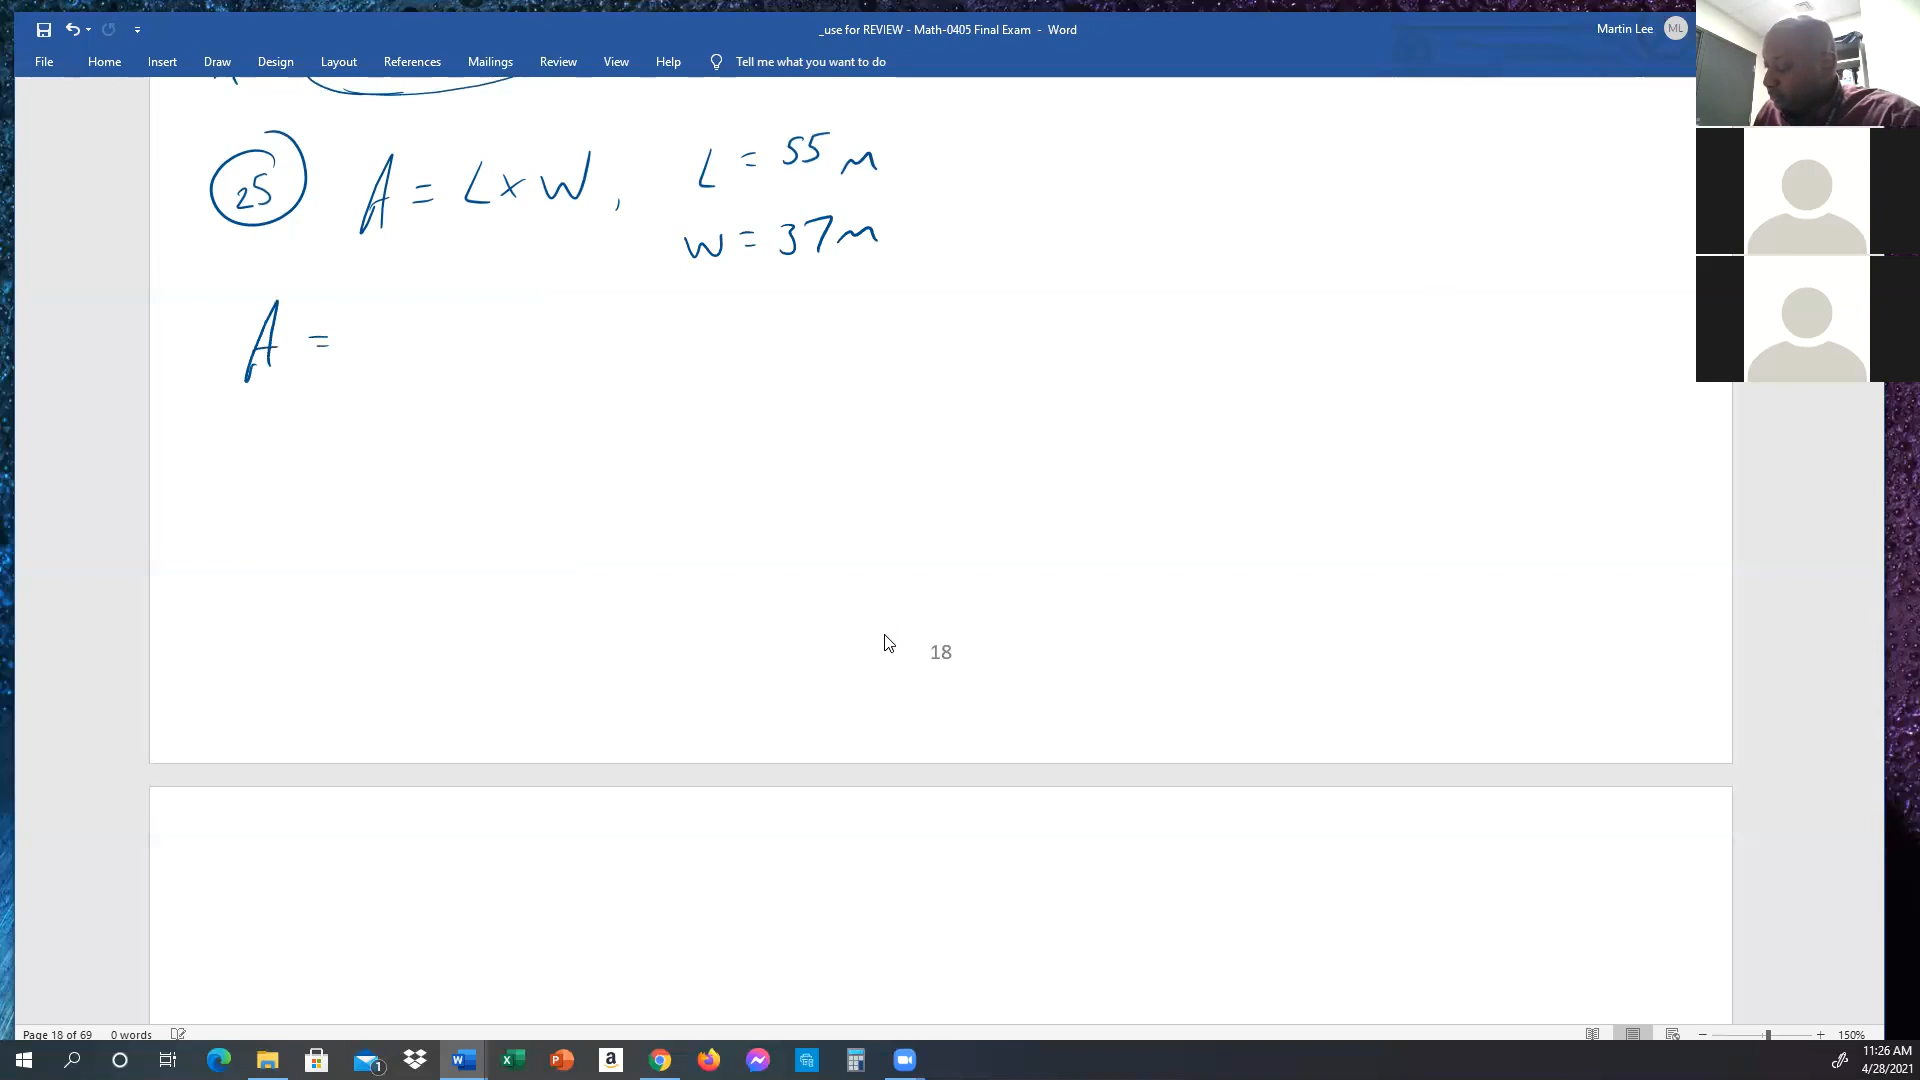 _use for REVIEW - Math-0405 Final Exam - Word
Martin Lee ML
File Home Insert Draw Design Layout References Mailings Review View Help Tell me what you want to do
25 A = L x W , L = 55 m
W = 37 m
A =
18
Page 18 of 69 0 words 150%
11:26 AM
4/28/2021